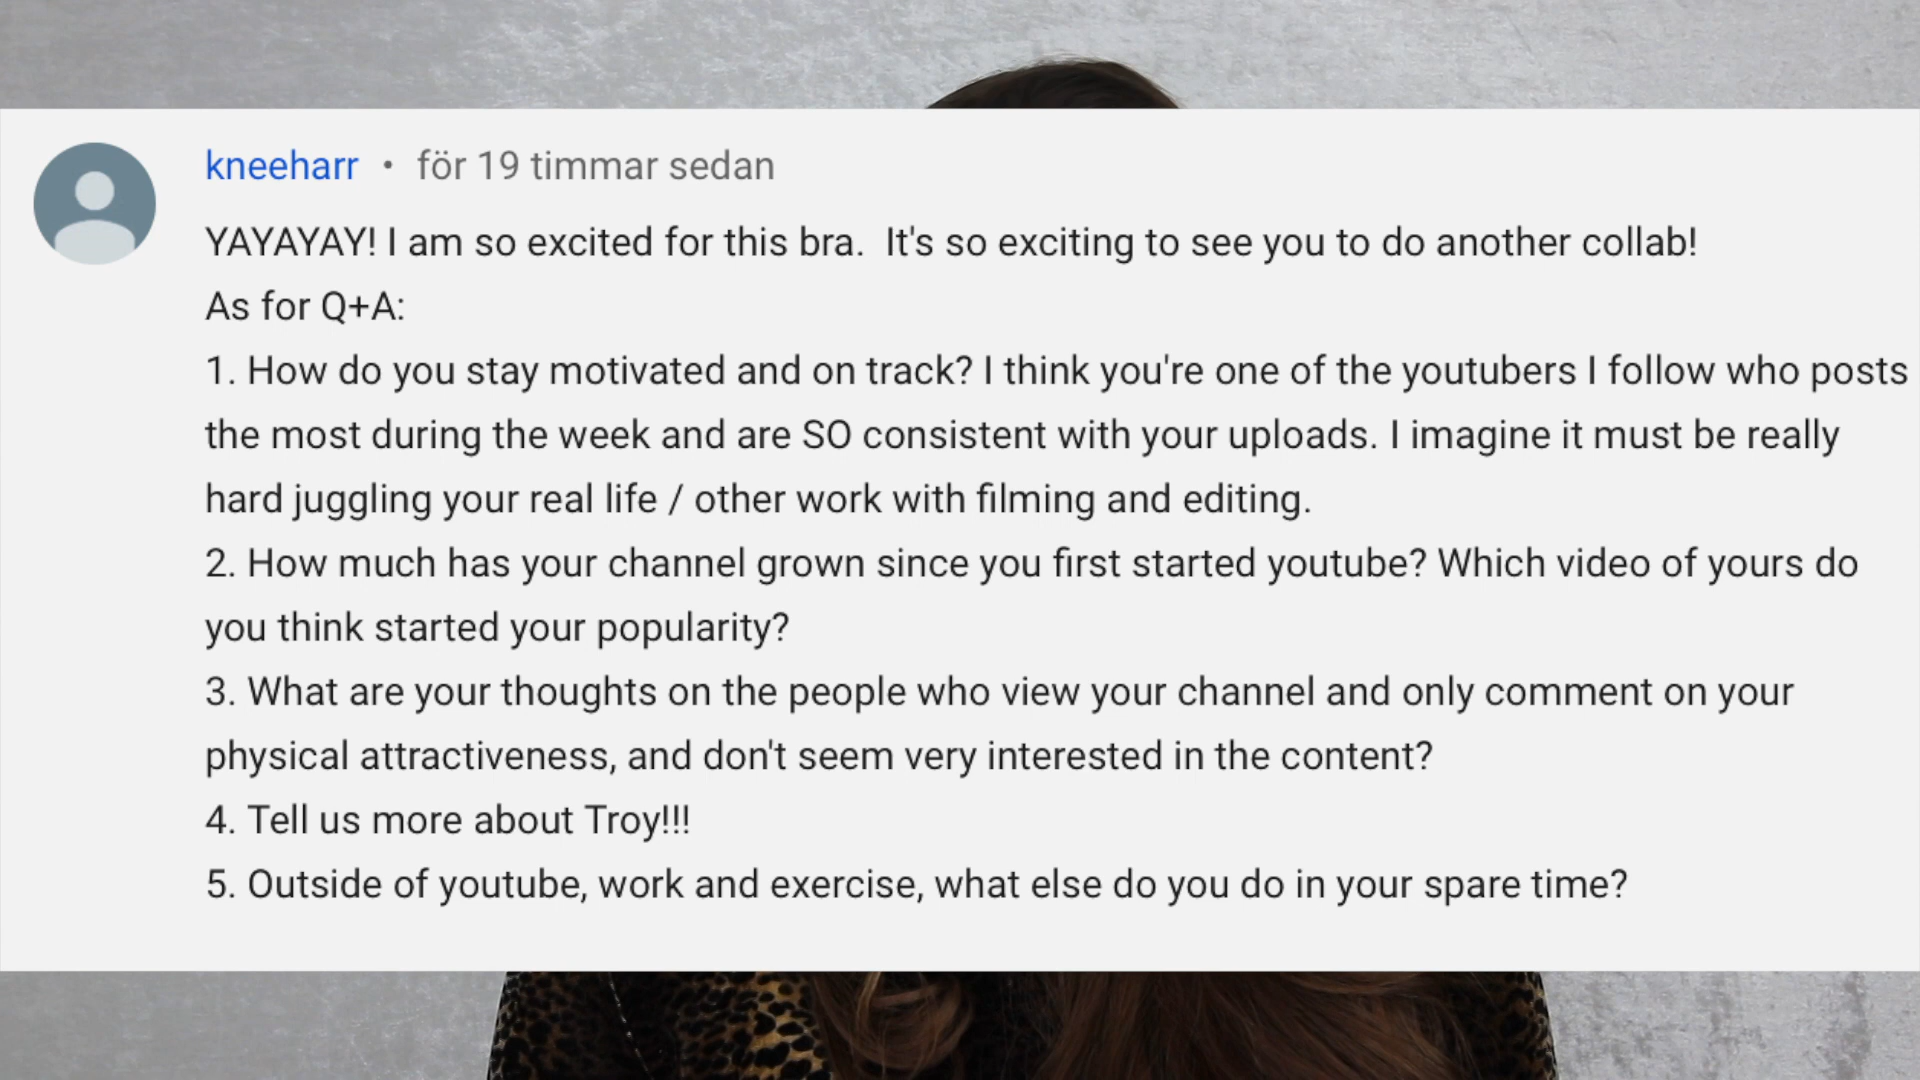 kneeharr • för 19 timmar sedan
YAYAYAY! I am so excited for this bra.  It's so exciting to see you to do another collab!
As for Q+A:
1. How do you stay motivated and on track? I think you're one of the youtubers I follow who posts
the most during the week and are SO consistent with your uploads. I imagine it must be really
hard juggling your real life / other work with filming and editing.
2. How much has your channel grown since you first started youtube? Which video of yours do
you think started your popularity?
3. What are your thoughts on the people who view your channel and only comment on your
physical attractiveness, and don't seem very interested in the content?
4. Tell us more about Troy!!!
5. Outside of youtube, work and exercise, what else do you do in your spare time?